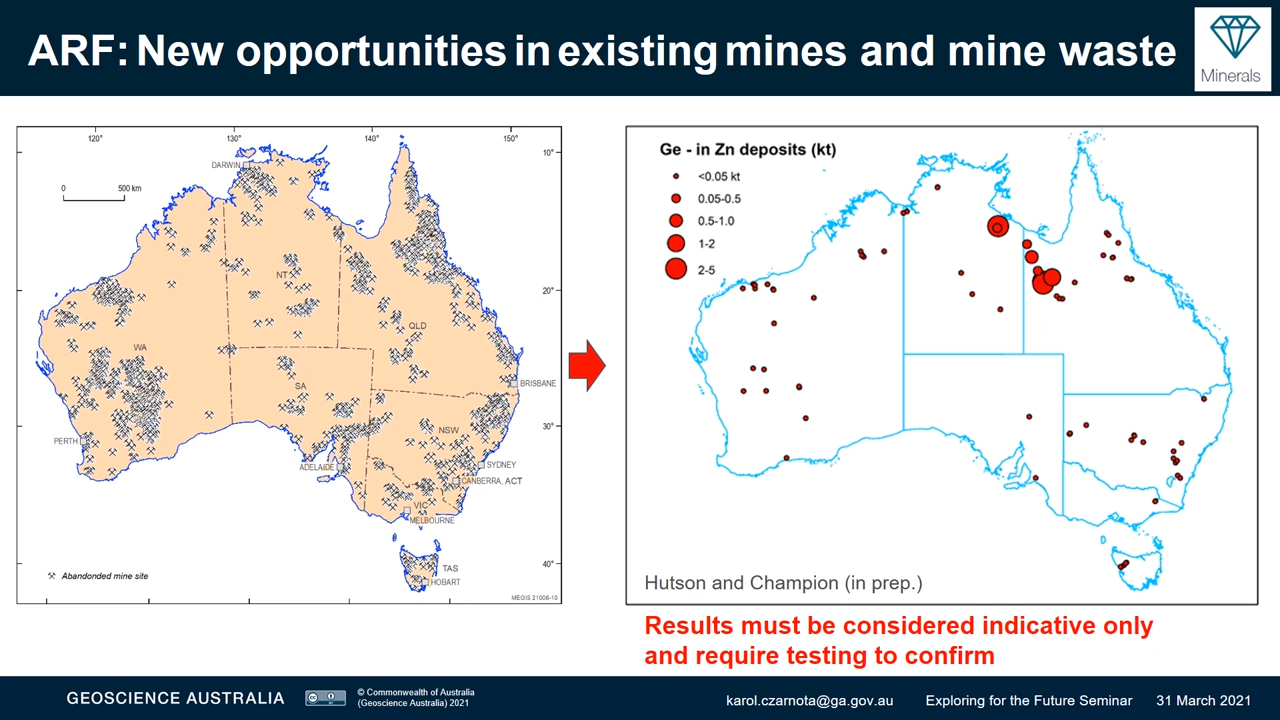 ARF: New opportunities in existing mines and mine waste
Minerals
120°
130°
140°
150°
10°
20°
30°
40°
0
500 km
DARWIN
NT
QLD
WA
SA
BRISBANE
NSW
PERTH
ADELAIDE
SYDNEY
CANBERRA, ACT
VIC
MELBOURNE
TAS
HOBART
Abandonded mine site
MEGIS 21006-10
Ge - in Zn deposits (kt)
<0.05 kt
0.05-0.5
0.5-1.0
1-2
2-5
Hutson and Champion (in prep.)
Results must be considered indicative only
and require testing to confirm
GEOSCIENCE AUSTRALIA
© Commonwealth of Australia
(Geoscience Australia) 2021
karol.czarnota@ga.gov.au
Exploring for the Future Seminar
31 March 2021